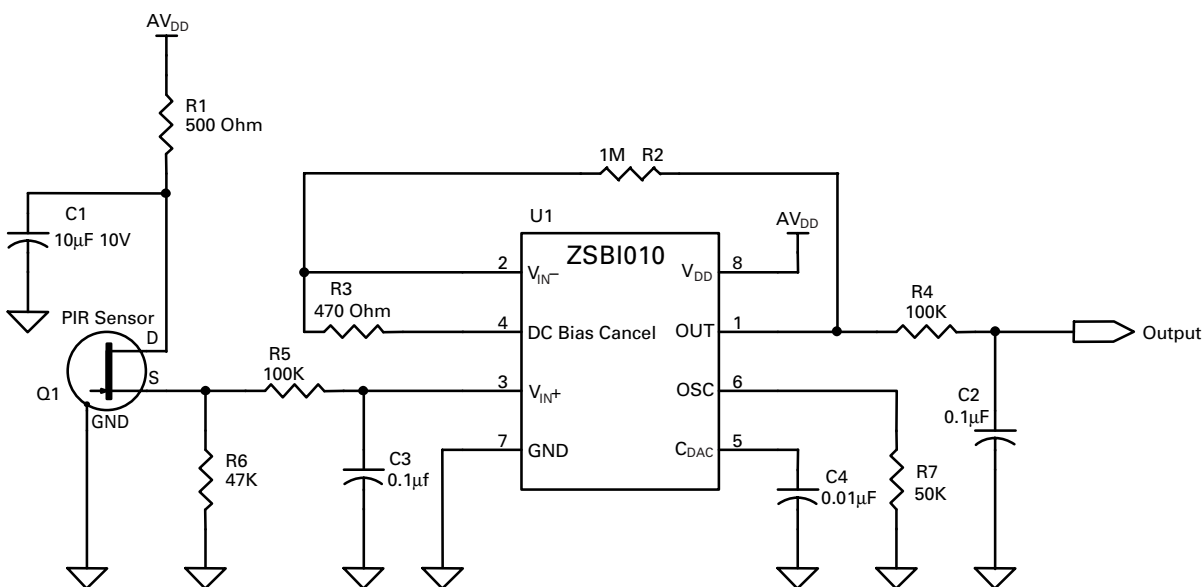 AVDD
R1
500 Ohm
C1
10µF 10V
PIR Sensor
D
S
Q1
GND
R6
47K
R5
100K
C3
0.1µf
1M R2
R3
470 Ohm
U1
ZSBI010
2
VIN–
4
DC Bias Cancel
3
VIN+
7
GND
AVDD
VDD
8
OUT
1
OSC
6
CDAC
5
C4
0.01µF
R7
50K
R4
100K
C2
0.1µF
Output